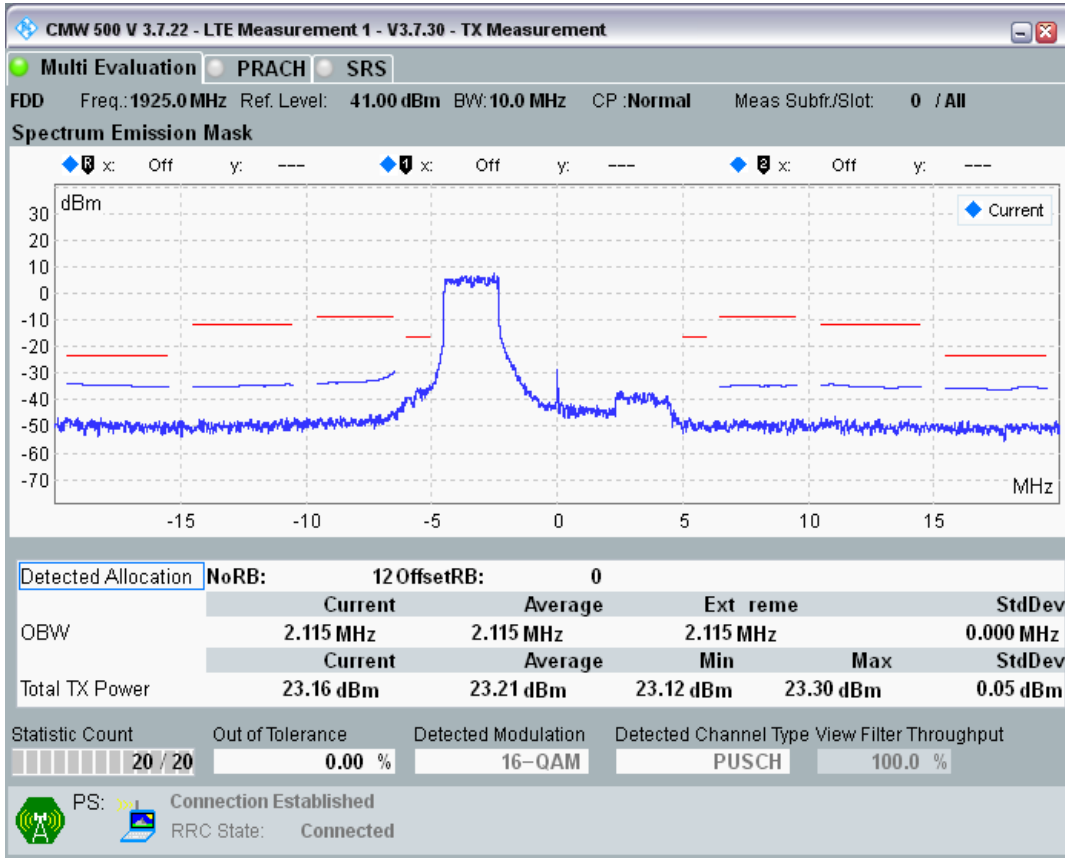 CMW 500 V 3.7.22 - LTE Measurement 1 - V3.7.30 - TX Measurement
Multi Evaluation PRACH SRS
FDD Freq.: 1925.0 MHz Ref. Level: 41.00 dBm BW: 10.0 MHz CP :Normal Meas Subfr./Slot: 0 / All
Spectrum Emission Mask
R x: Off y: --- 1 x: Off y: --- 2 x: Off y: ---
dBm
Current
30
20
10
0
-10
-20
-30
-40
-50
-60
-70
MHz
-15 -10 -5 0 5 10 15
Detected Allocation NoRB: 12 OffsetRB: 0
Current Average Ext reme StdDev
OBW 2.115 MHz 2.115 MHz 2.115 MHz 0.000 MHz
Current Average Min Max StdDev
Total TX Power 23.16 dBm 23.21 dBm 23.12 dBm 23.30 dBm 0.05 dBm
Statistic Count Out of Tolerance Detected Modulation Detected Channel Type View Filter Throughput
20 / 20 0.00 % 16-QAM PUSCH 100.0 %
PS: Connection Established
RRC State: Connected